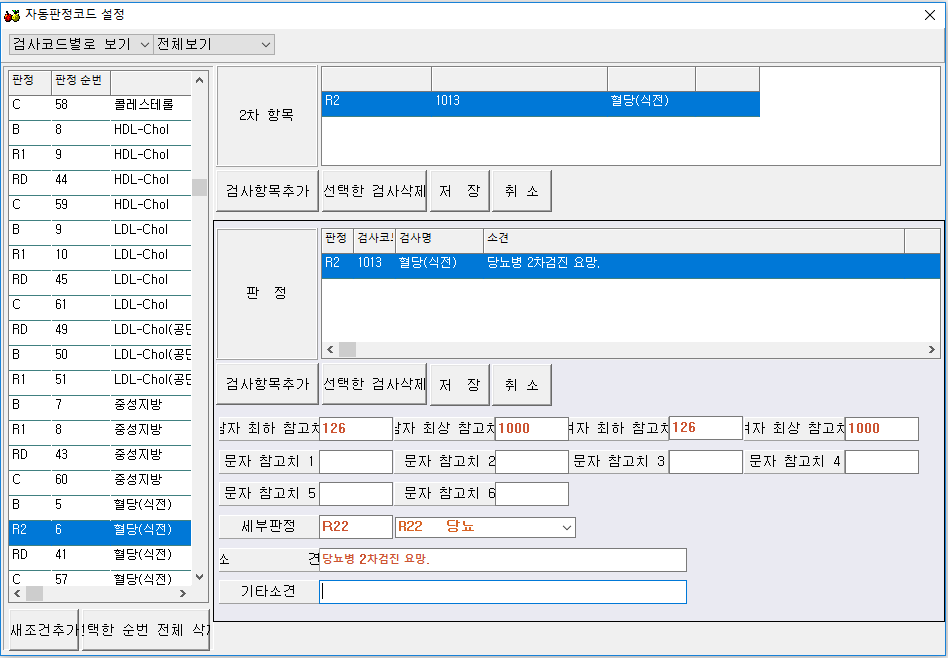 자동판정코드 설정
검사코드별로 보기 전체보기
판정 판정 순번
C 58 콜레스테롤
B 8 HDL-Chol
R1 9 HDL-Chol
RD 44 HDL-Chol
C 59 HDL-Chol
B 9 LDL-Chol
R1 10 LDL-Chol
RD 45 LDL-Chol
C 61 LDL-Chol
RD 49 LDL-Chol(공단
B 50 LDL-Chol(공단
R1 51 LDL-Chol(공단
B 7 중성지방
R1 8 중성지방
RD 43 중성지방
C 60 중성지방
B 5 혈당(식전)
R2 6 혈당(식전)
RD 41 혈당(식전)
C 57 혈당(식전)
새조건추가 선택한 순번 전체 삭제
2차 항목
R2 1013 혈당(식전)
검사항목추가 선택한 검사삭제 저 장 취 소
판 정
판정 검사코드 검사명 소견
R2 1013 혈당(식전) 당뇨병 2차검진 요망.
검사항목추가 선택한 검사삭제 저 장 취 소
남자 최하 참고치 126 남자 최상 참고치 1000 여자 최하 참고치 126 여자 최상 참고치 1000
문자 참고치 1 문자 참고치 2 문자 참고치 3 문자 참고치 4
문자 참고치 5 문자 참고치 6
세부판정 R22 R22 당뇨
소 견 당뇨병 2차검진 요망.
기타소견